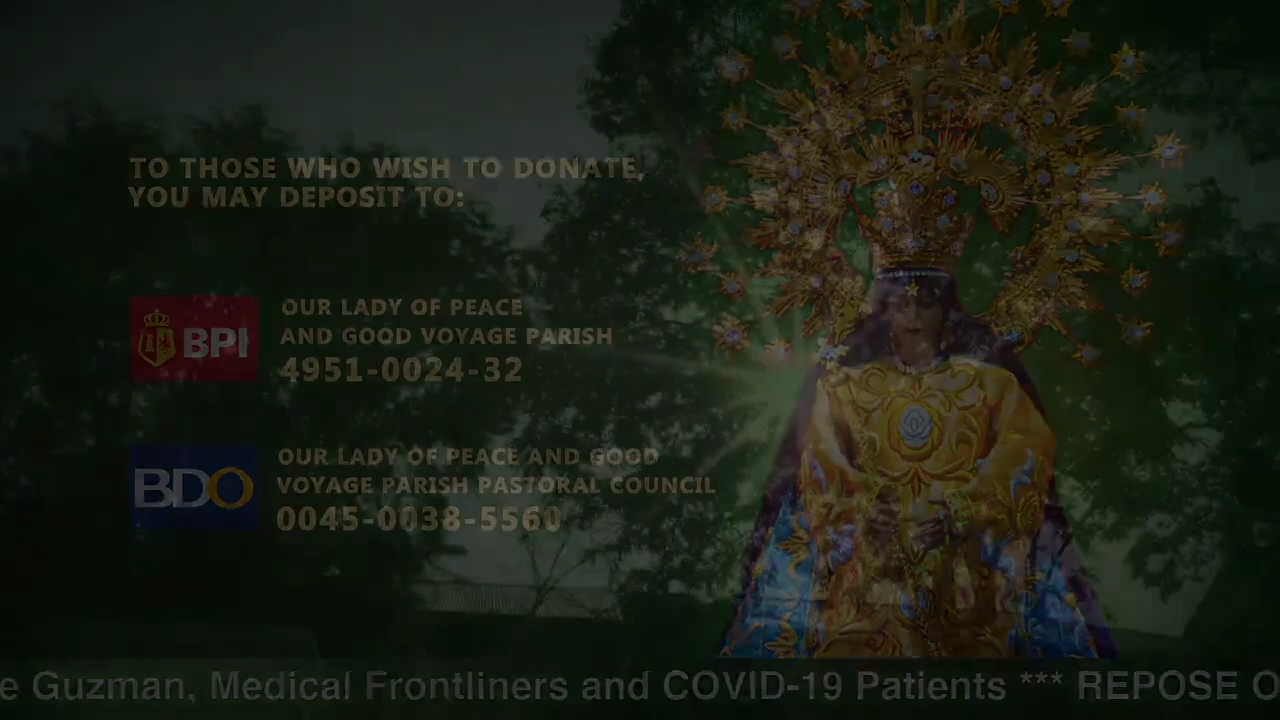 TO THOSE WHO WISH TO DONATE,
YOU MAY DEPOSIT TO:
BPI
OUR LADY OF PEACE
AND GOOD VOYAGE PARISH
4951-0024-32
BDO
OUR LADY OF PEACE AND GOOD
VOYAGE PARISH PASTORAL COUNCIL
0045-0038-5560
e Guzman, Medical Frontliners and COVID-19 Patients *** REPOSE O